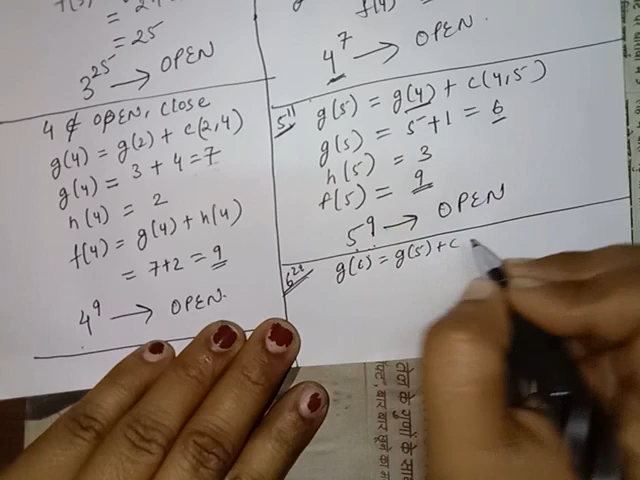 = 25
3^25 → OPEN
4 ∉ OPEN, CLOSE
g(4) = g(2) + c(2,4)
g(4) = 3 + 4 = 7
h(4) = 2
f(4) = g(4) + h(4)
= 7+2 = 9
4^9 → OPEN.
f(4)
4^7 → OPEN.
5^11 g(5) = g(4) + c(4,5)
g(5) = 5+1 = 6
h(5) = 3
f(5) = 9
5^9 → OPEN
g(6) = g(5) + c